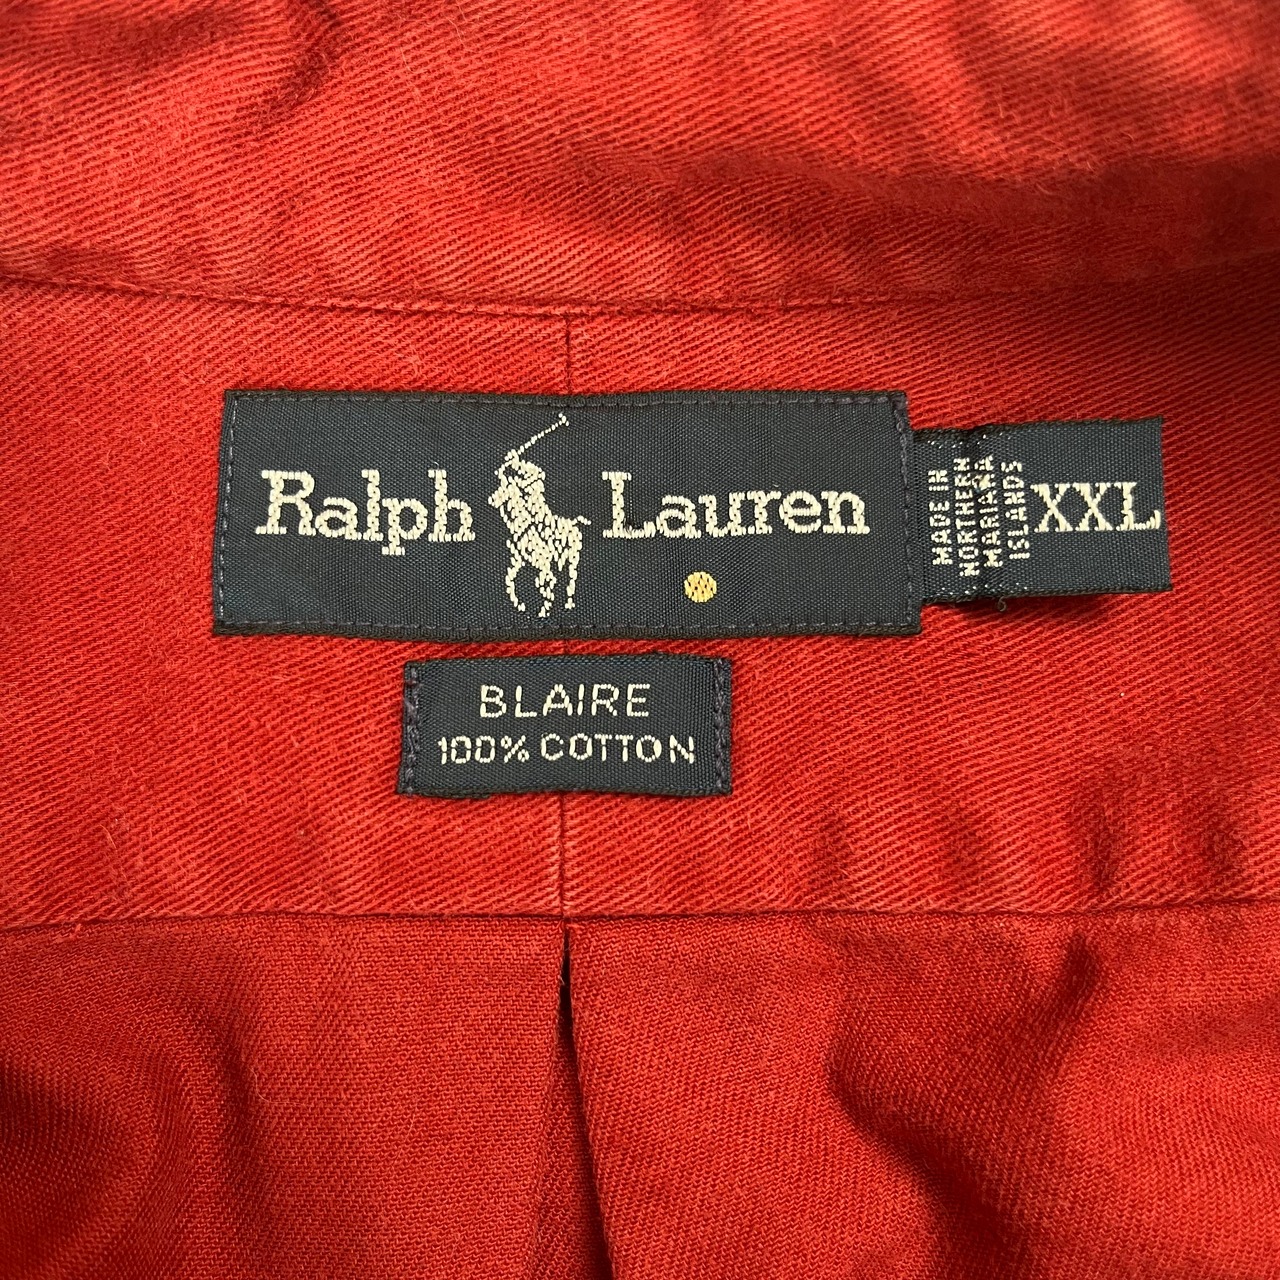 Ralph Lauren
MADE IN
NORTHERN
MARIANA
ISLANDS
XXL
BLAIRE
100% COTTON